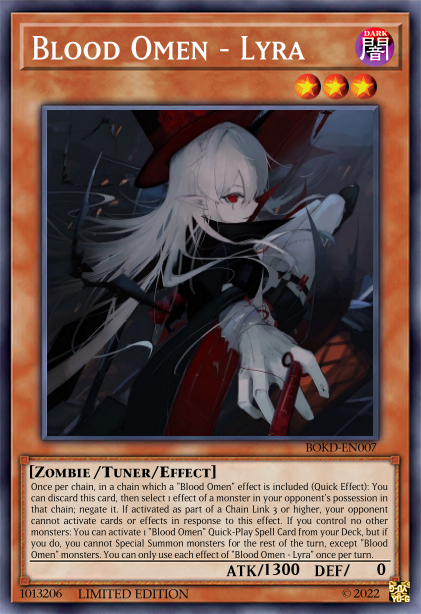 Blood Omen - Lyra
DARK
闇
BOKD-EN007
[Zombie/Tuner/Effect]
Once per chain, in a chain which a "Blood Omen" effect is included (Quick Effect): You
can discard this card, then select 1 effect of a monster in your opponent's possession in
that chain; negate it. If activated as part of a Chain Link 3 or higher, your opponent
cannot activate cards or effects in response to this effect. If you control no other
monsters: You can activate 1 "Blood Omen" Quick-Play Spell Card from your Deck, but if
you do, you cannot Special Summon monsters for the rest of the turn, except "Blood
Omen" monsters. You can only use each effect of "Blood Omen - Lyra" once per turn.
ATK/1300 DEF/ 0
1013206 LIMITED EDITION © 2022